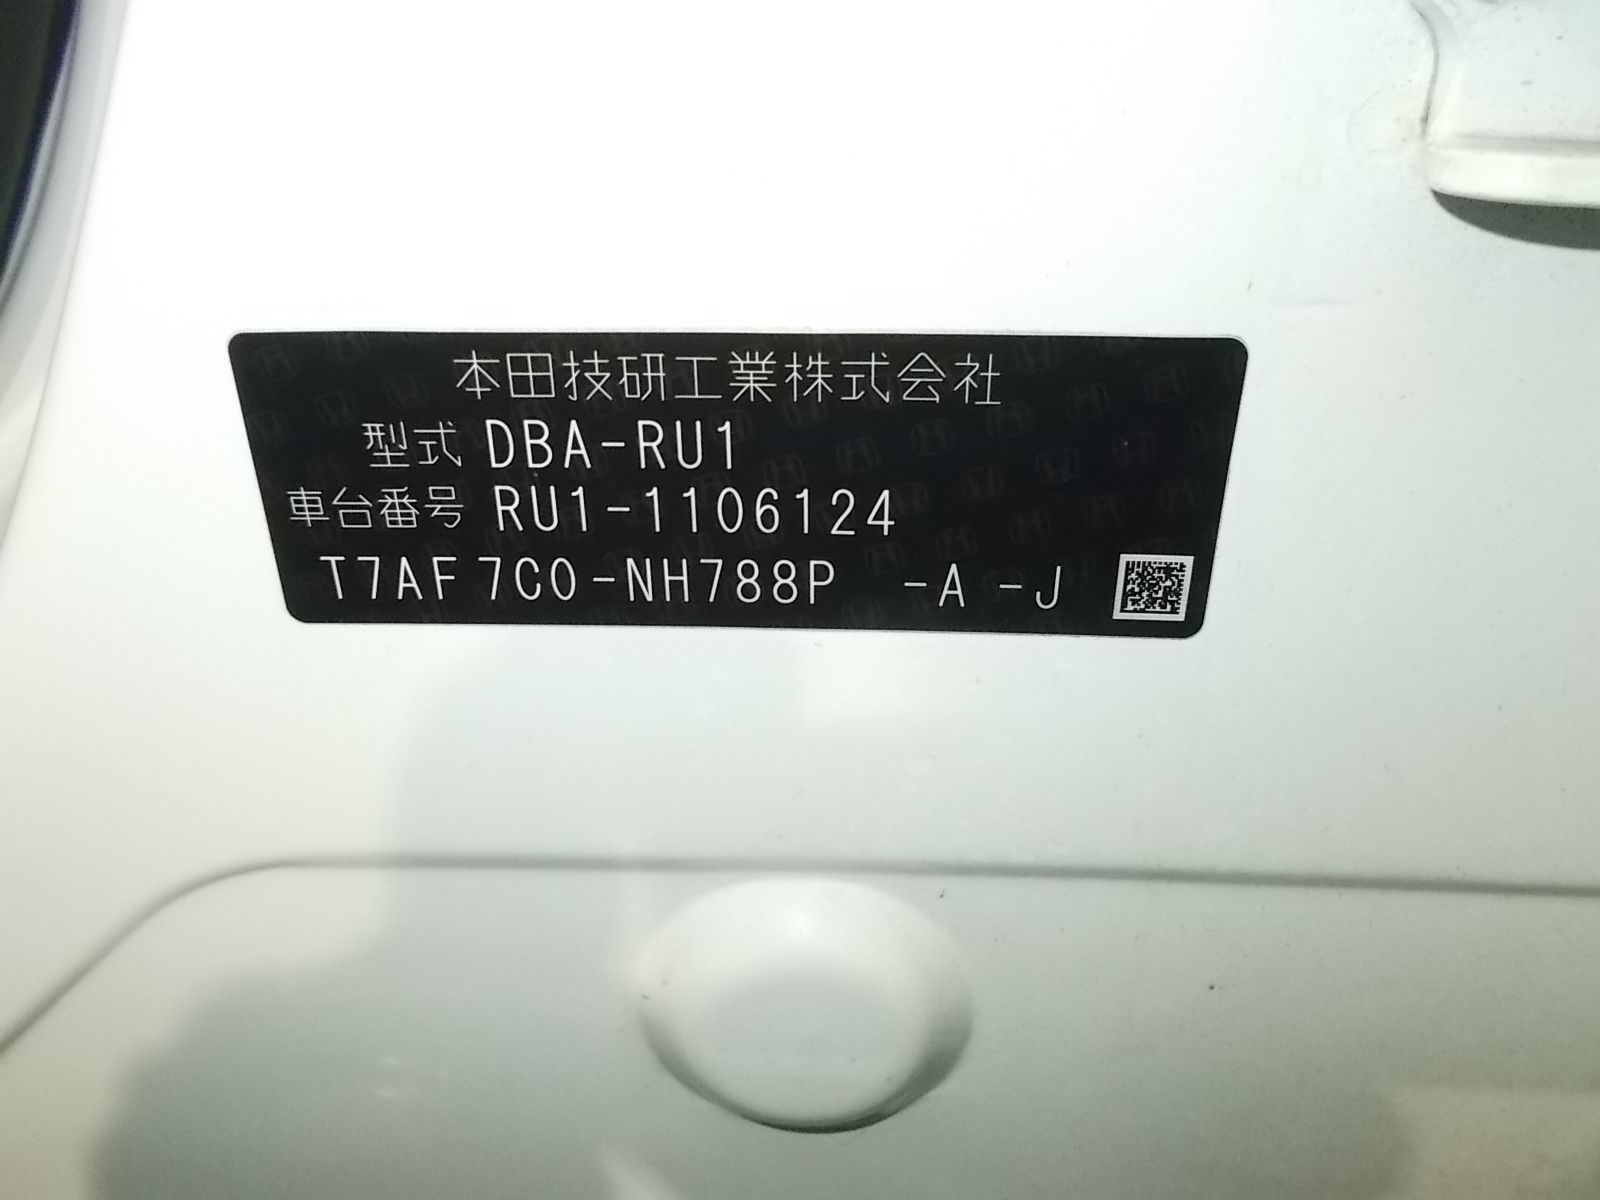 本田技研工業株式会社
型式 DBA-RU1
車台番号 RU1-1106124
T7AF 7C0-NH788P -A -J